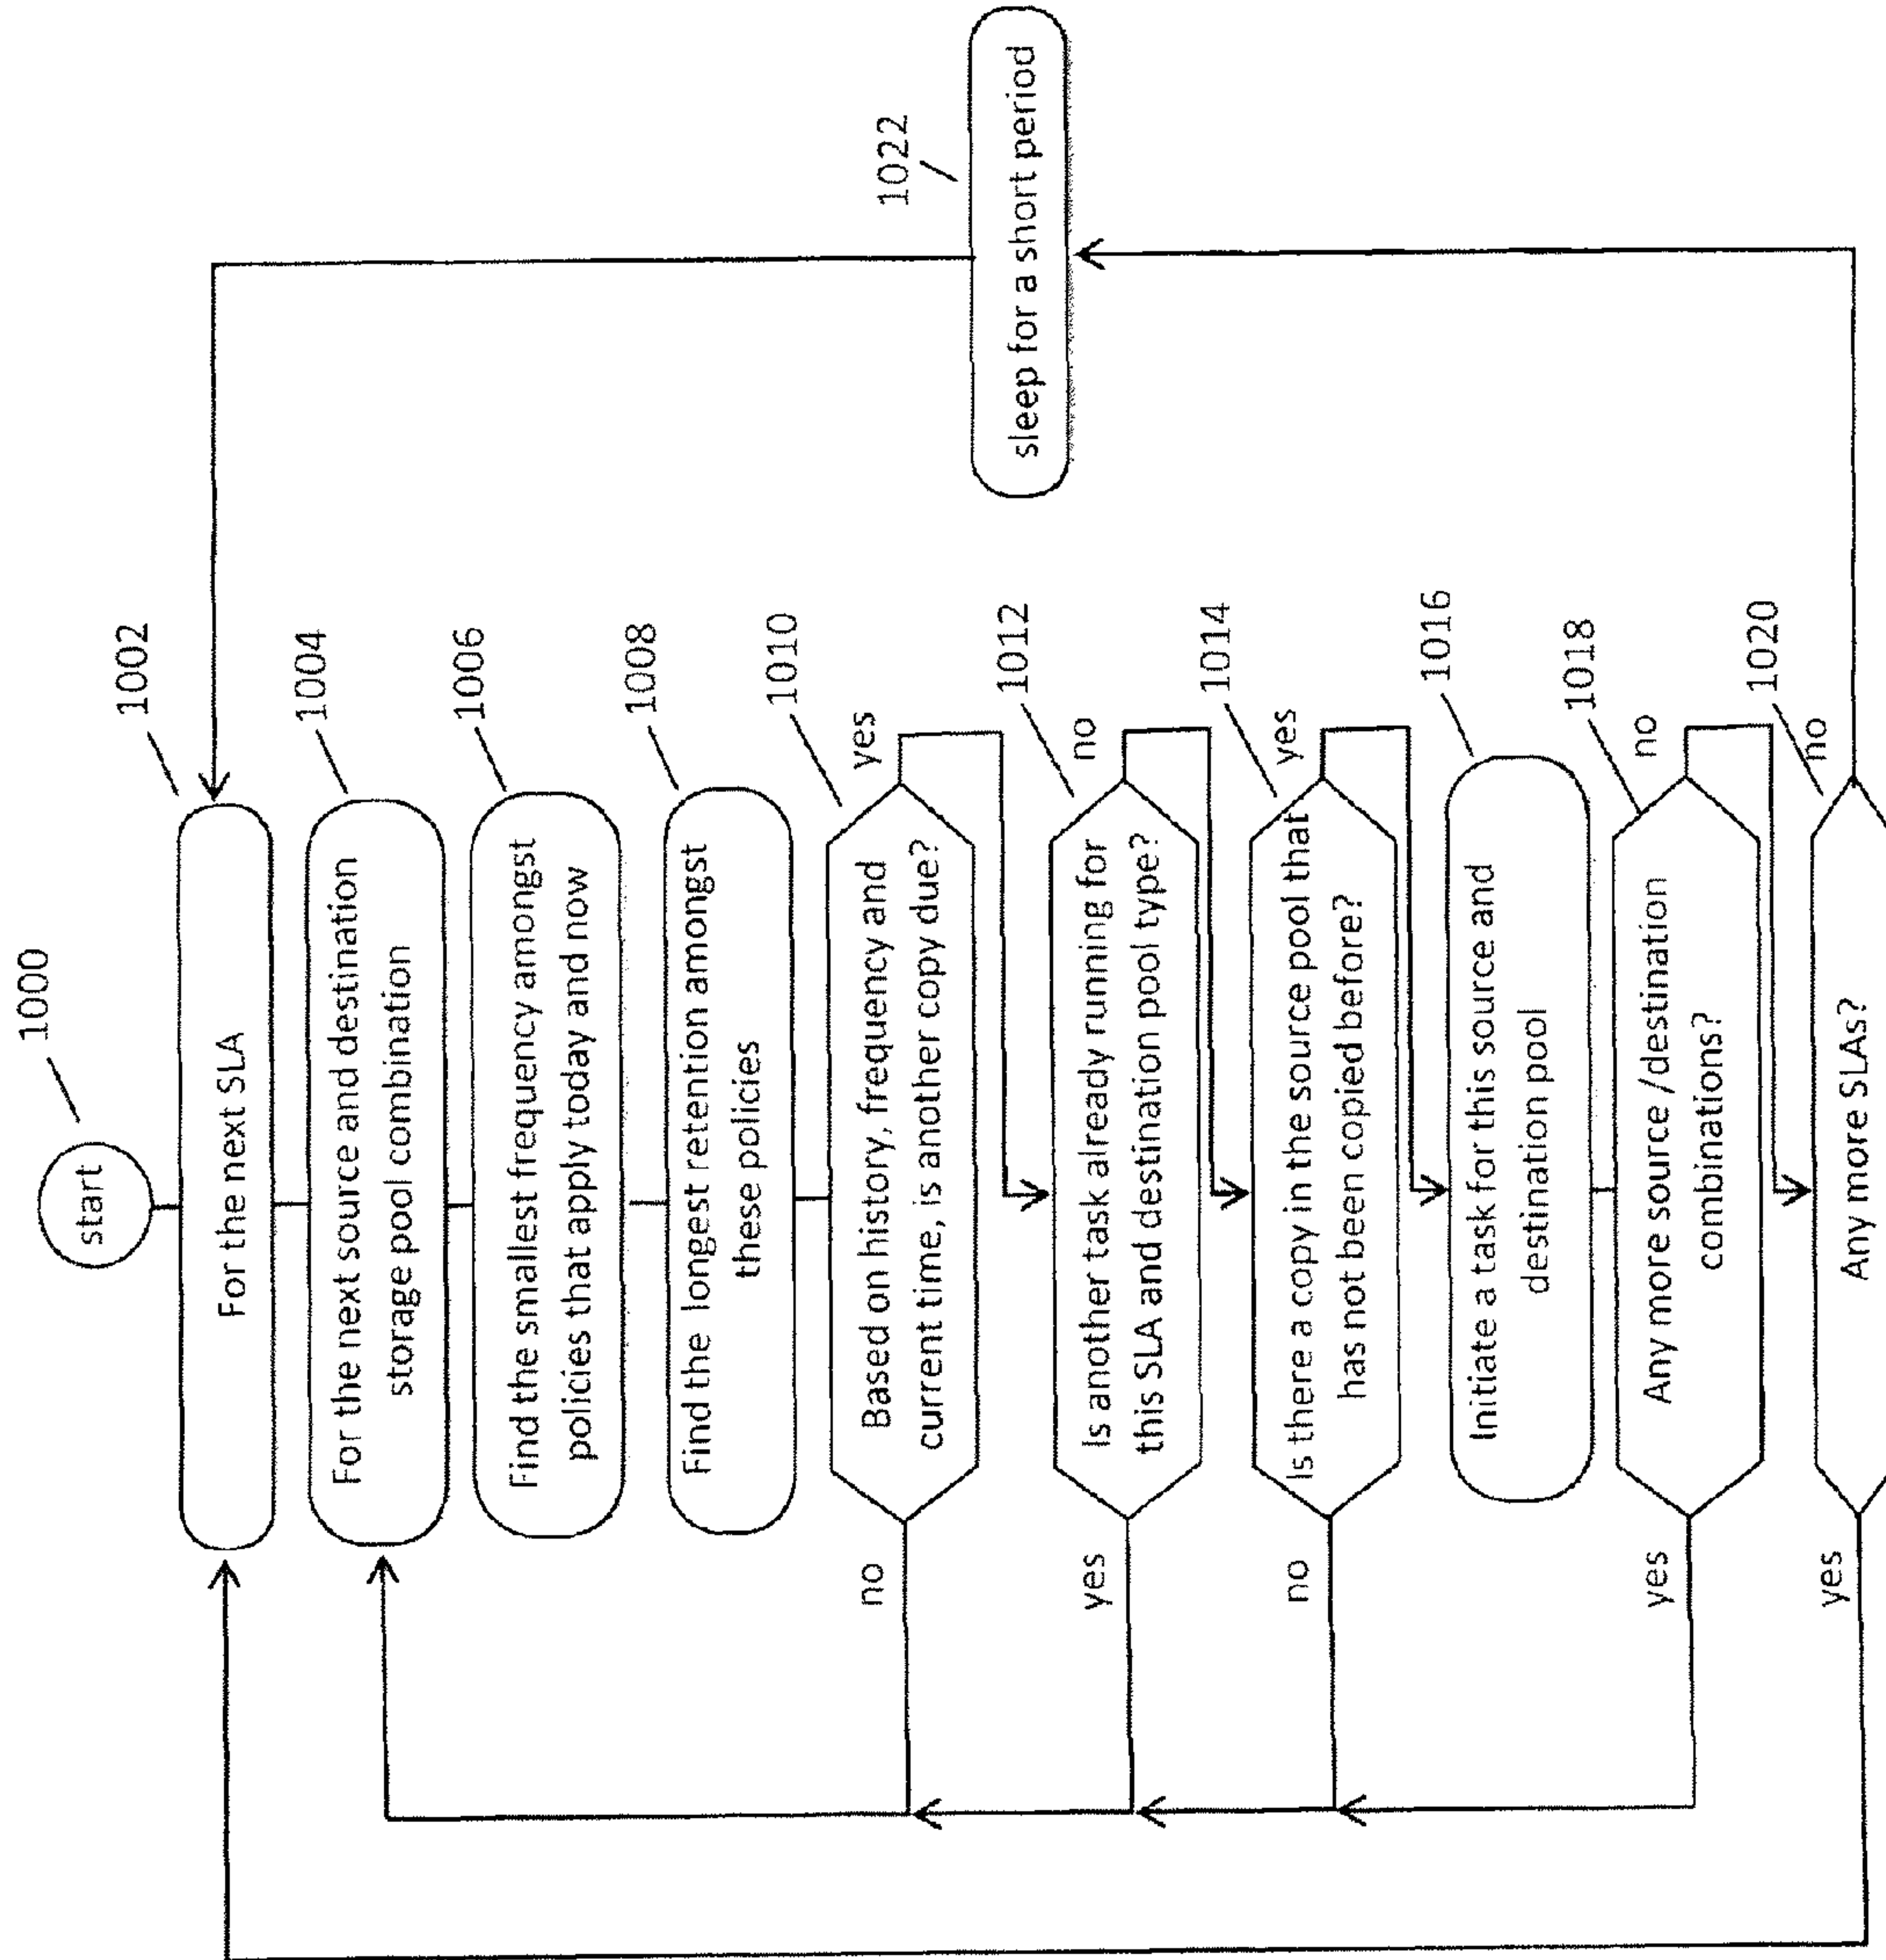 1000
start
1002
For the next SLA
1004
For the next source and destination
storage pool combination
1006
Find the smallest frequency amongst
policies that apply today and now
1008
Find the longest retention amongst
these policies
1010
Based on history, frequency and
current time, is another copy due?
no
yes
1012
Is another task already running for
this SLA and destination pool type?
yes
no
1014
Is there a copy in the source pool that
has not been copied before?
no
yes
1016
Initiate a task for this source and
destination pool
1018
Any more source /destination
combinations?
yes
no
1020
Any more SLAs?
yes
no
1022
sleep for a short period